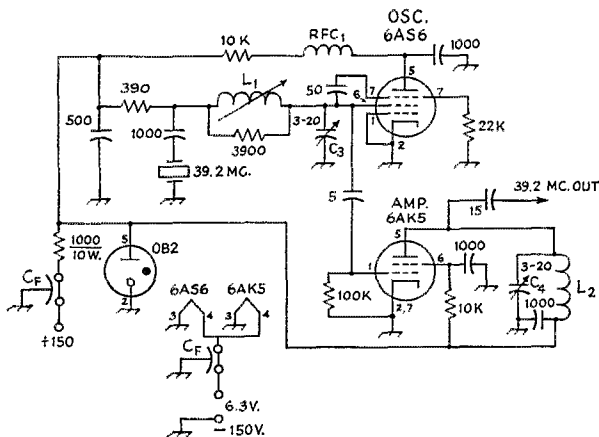 OSC.
6AS6
10K
RFC1
1000
5
390
L1
50
7
6
7
1
3-20
C3
2
22K
500
1000
3900
39.2 MC.
5
39.2 MC. OUT
15
AMP.
6AK5
5
1000
1
6
100K
2,7
10K
3-20
C4
1000
L2
1000
10W.
5
OB2
2
CF
+150
6AS6
6AK5
3
4
3
4
CF
6.3V.
-150V.